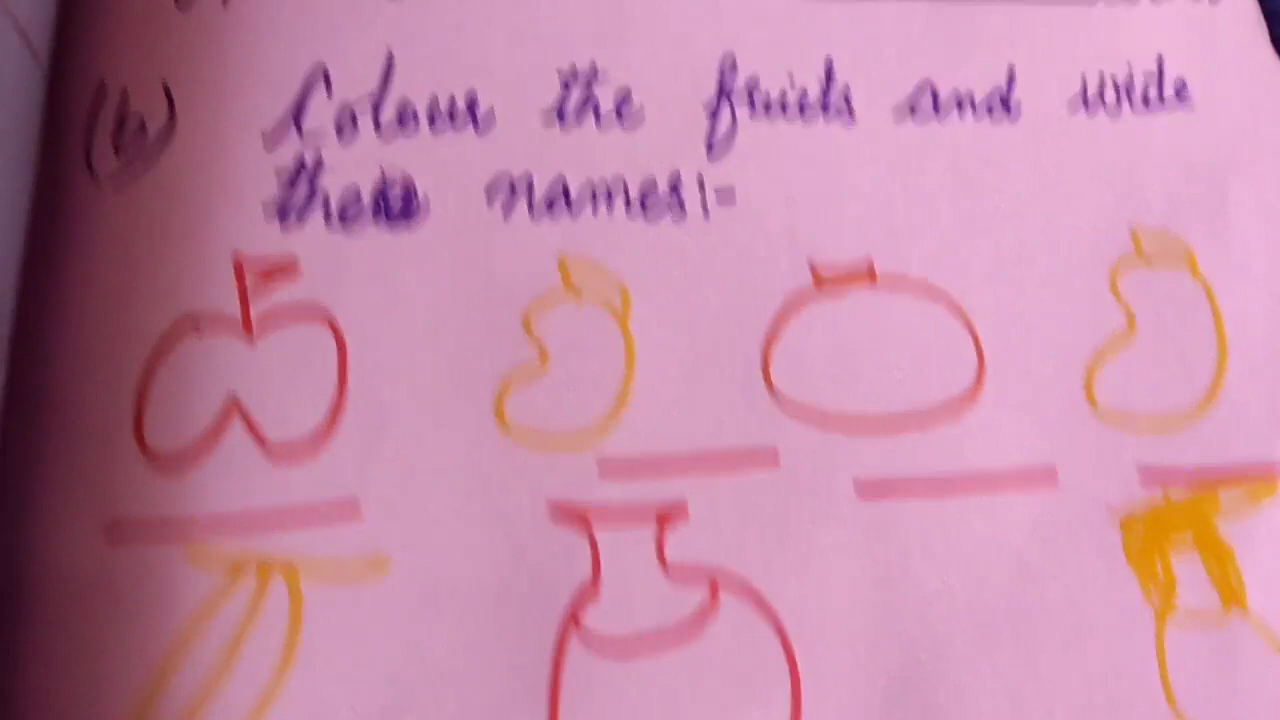 (b) Colour the fruits and write
their names:-